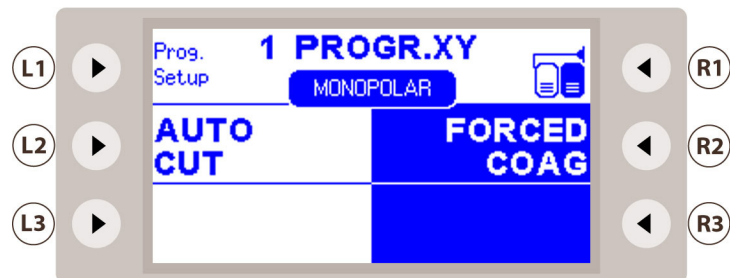 L1
Prog.
Setup
1 PROGR.XY
MONOPOLAR
R1
L2
AUTO
CUT
FORCED
COAG
R2
L3
R3